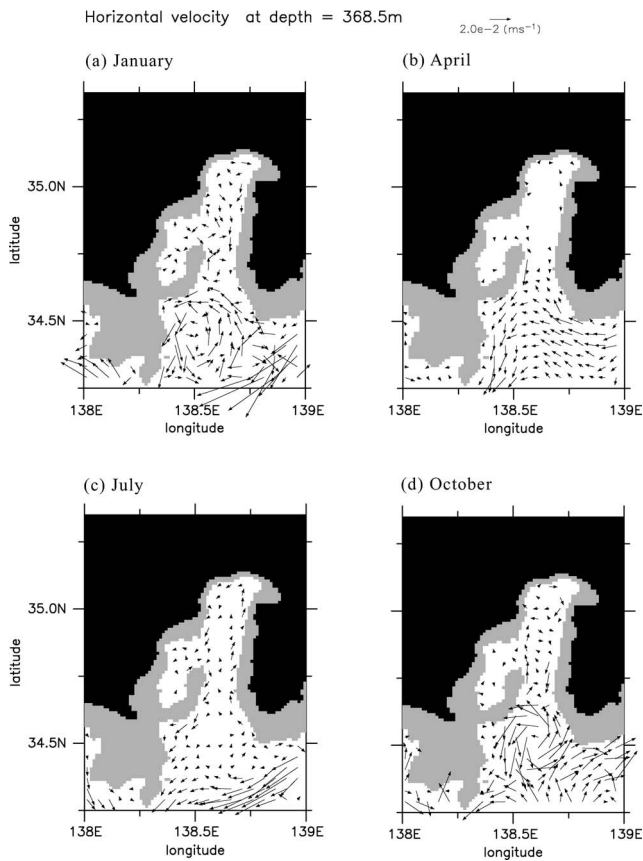 Horizontal velocity at depth = 368.5m
2.0e-2 (ms⁻¹)
(a) January
(b) April
35.0N
34.5N
latitude
138E 138.5E 139E
longitude
138E 138.5E 139E
longitude
(c) July
(d) October
35.0N
34.5N
latitude
138E 138.5E 139E
longitude
138E 138.5E 139E
longitude